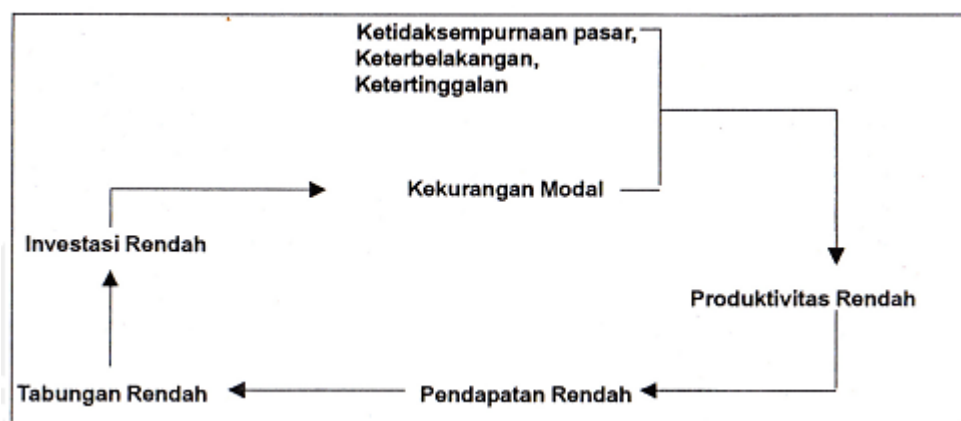 Ketidaksempurnaan pasar,
Keterbelakangan,
Ketertinggalan
Kekurangan Modal
Investasi Rendah
Produktivitas Rendah
Tabungan Rendah
Pendapatan Rendah